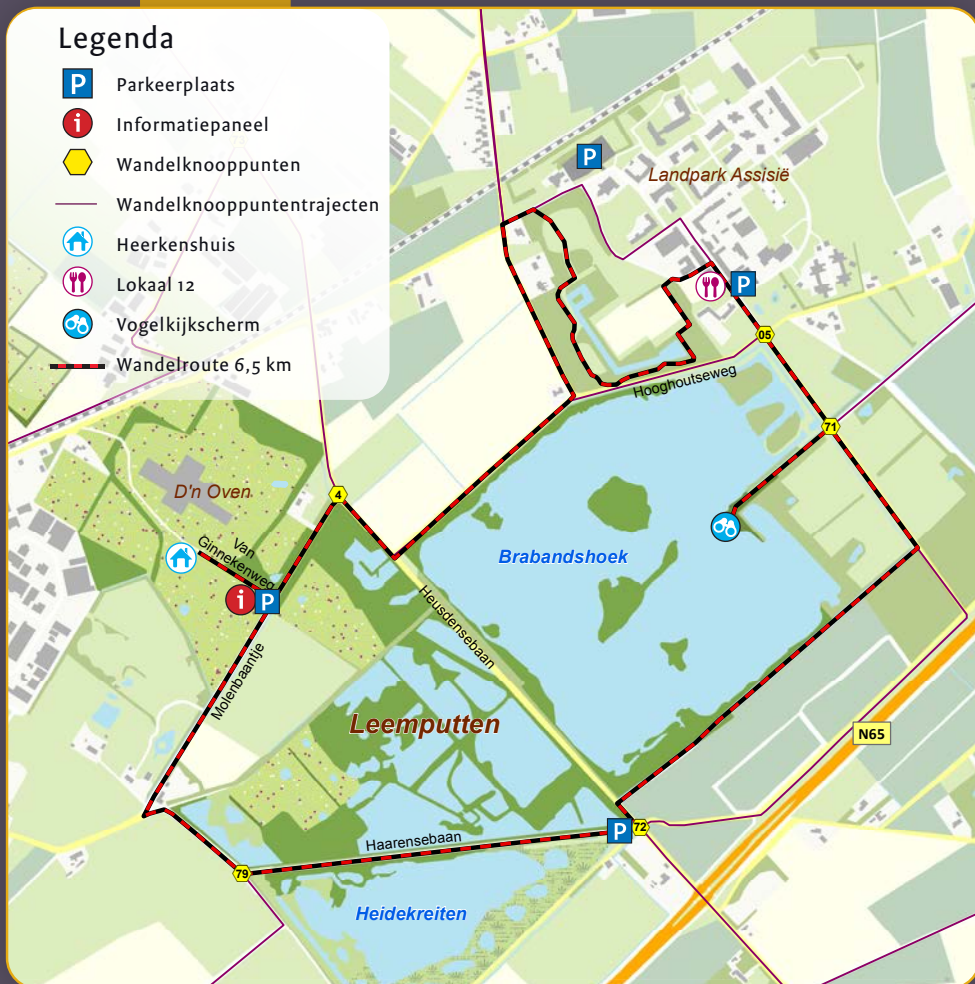 Legenda
P Parkeerplaats
i Informatiepaneel
Wandelknooppunten
Wandelknooppuntentrajecten
Heerkenshuis
Lokaal 12
Vogelkijkscherm
Wandelroute 6,5 km
P
Landpark Assisië
P
05
Hooghoutseweg
71
D'n Oven
4
Van
Ginnekenweg
Brabandshoek
i P
Heusdensebaan
Molenbaantje
Leemputten
N65
Haarensebaan
P
72
79
Heidekreiten